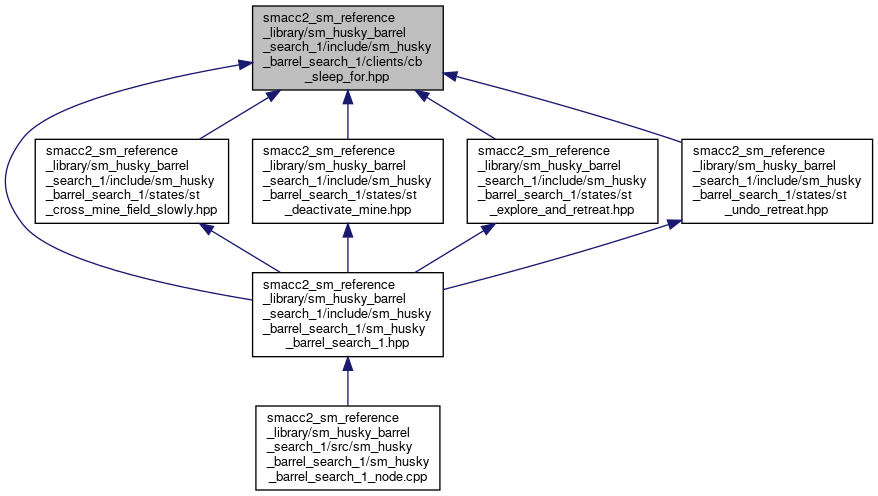 smacc2_sm_reference
_library/sm_husky_barrel
_search_1/include/sm_husky
_barrel_search_1/clients/cb
_sleep_for.hpp
smacc2_sm_reference
_library/sm_husky_barrel
_search_1/include/sm_husky
_barrel_search_1/states/st
_cross_mine_field_slowly.hpp
smacc2_sm_reference
_library/sm_husky_barrel
_search_1/include/sm_husky
_barrel_search_1/states/st
_deactivate_mine.hpp
smacc2_sm_reference
_library/sm_husky_barrel
_search_1/include/sm_husky
_barrel_search_1/states/st
_explore_and_retreat.hpp
smacc2_sm_reference
_library/sm_husky_barrel
_search_1/include/sm_husky
_barrel_search_1/states/st
_undo_retreat.hpp
smacc2_sm_reference
_library/sm_husky_barrel
_search_1/include/sm_husky
_barrel_search_1/sm_husky
_barrel_search_1.hpp
smacc2_sm_reference
_library/sm_husky_barrel
_search_1/src/sm_husky
_barrel_search_1/sm_husky
_barrel_search_1_node.cpp